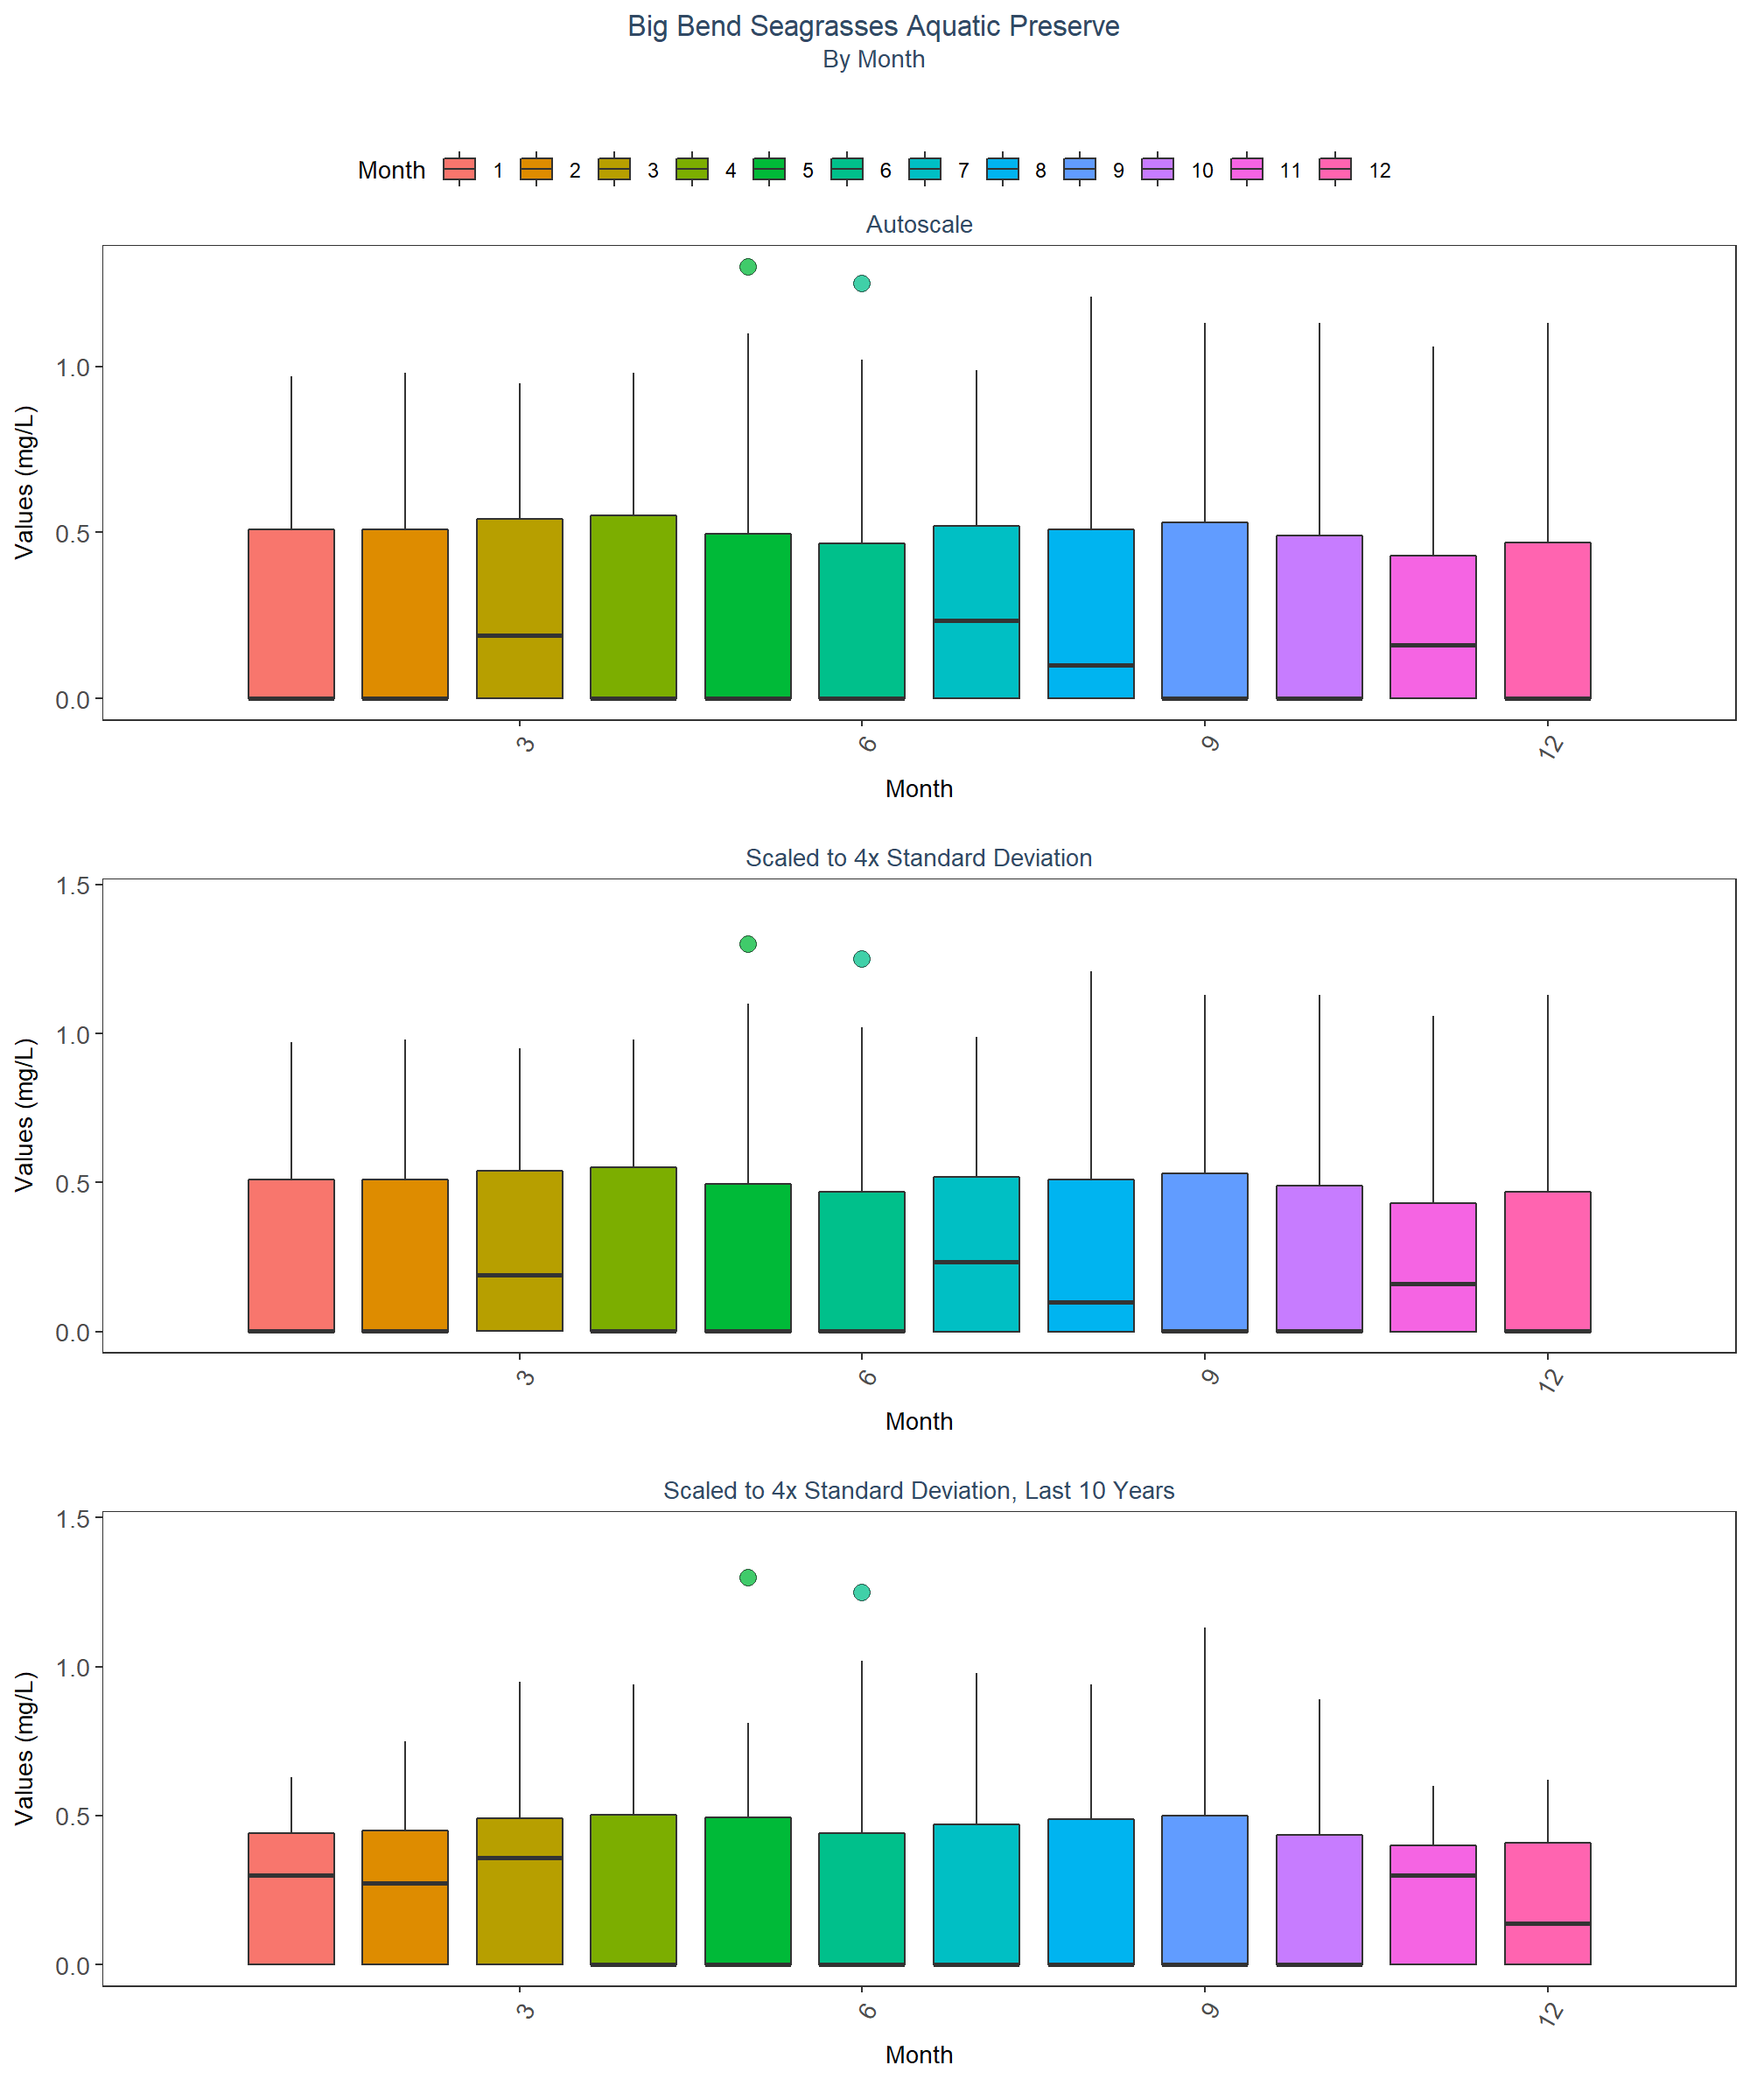 Big Bend Seagrasses Aquatic Preserve
By Month
Month 1 2 3 4 5 6 7 8 9 10 11 12
Autoscale
Values (mg/L)
1.0
0.5
0.0
3 6 9 12
Month
Scaled to 4x Standard Deviation
Values (mg/L)
1.5
1.0
0.5
0.0
3 6 9 12
Month
Scaled to 4x Standard Deviation, Last 10 Years
Values (mg/L)
1.5
1.0
0.5
0.0
3 6 9 12
Month